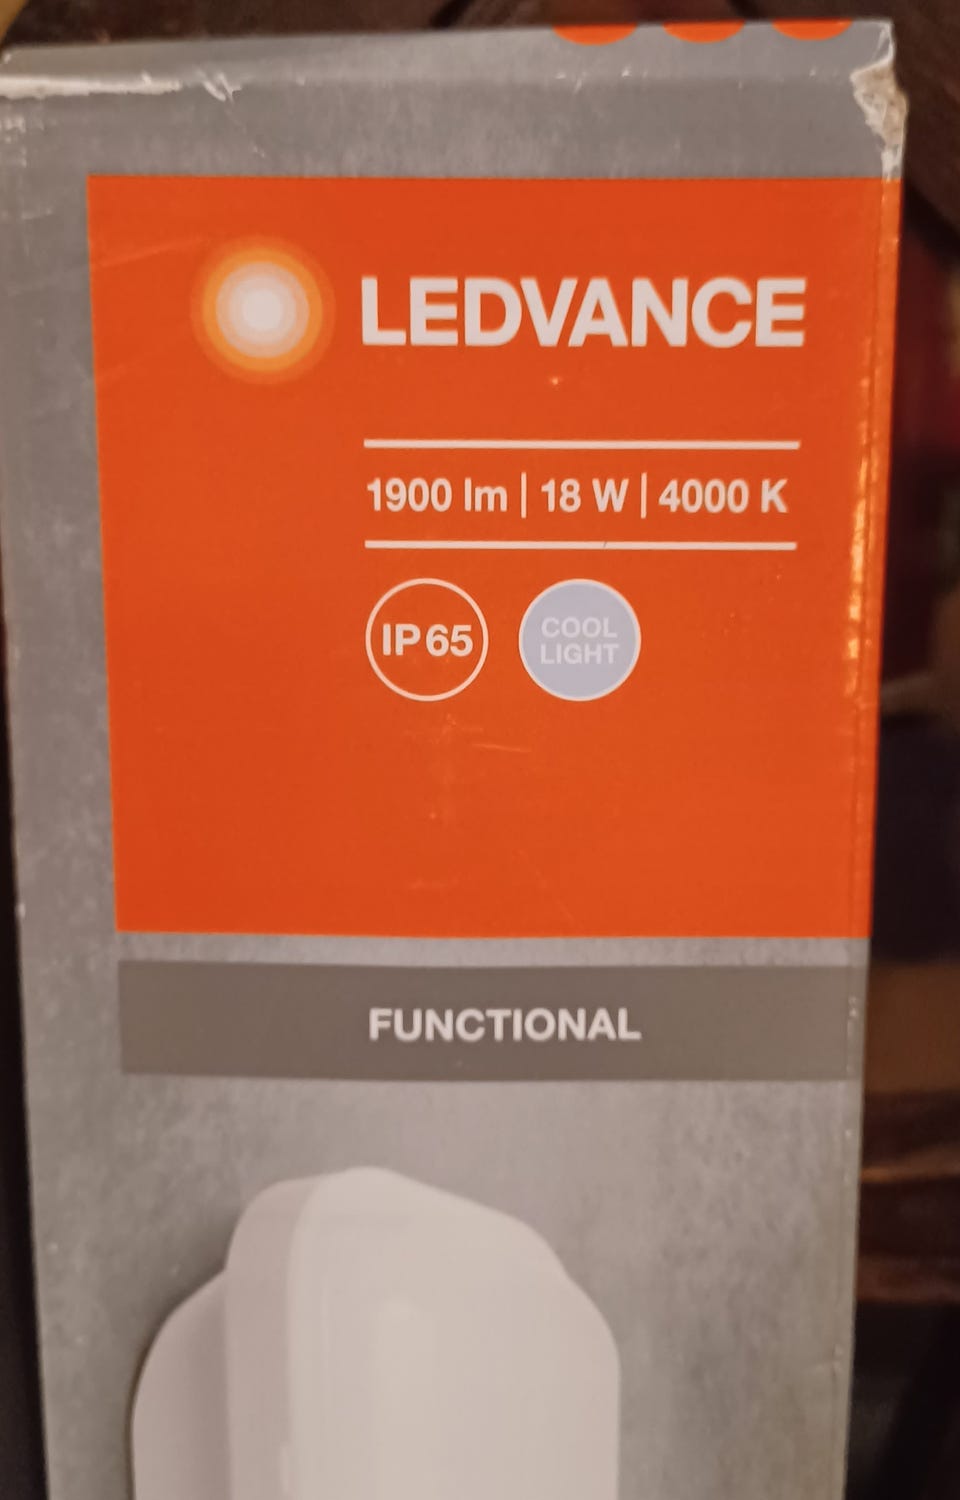 LEDVANCE
1900 lm | 18 W | 4000 K
IP65
COOL
LIGHT
FUNCTIONAL